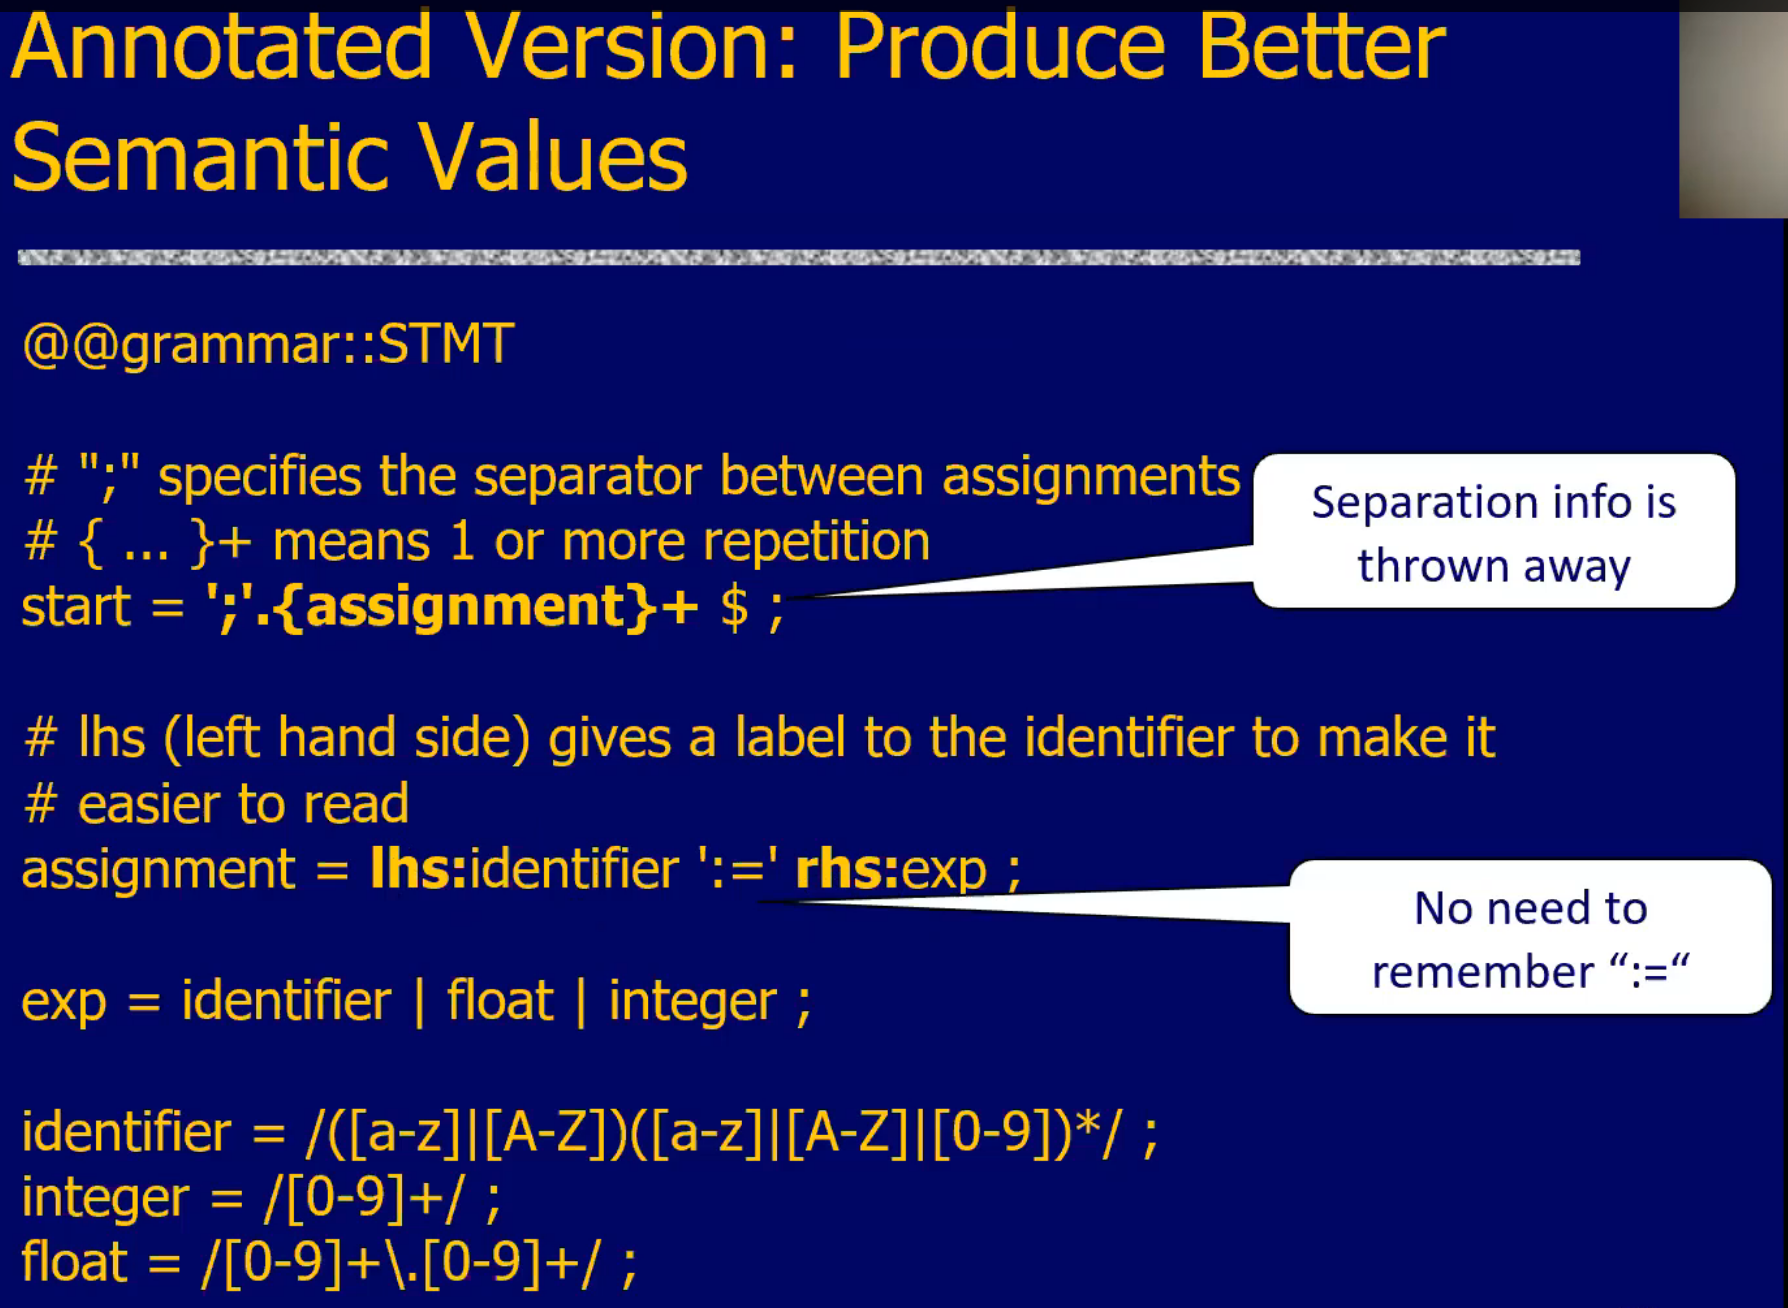 Annotated Version: Produce Better
Semantic Values
@@grammar::STMT
# ";" specifies the separator between assignments
# { ... }+ means 1 or more repetition
start = ';'.{assignment}+ $ ;
Separation info is
thrown away
# lhs (left hand side) gives a label to the identifier to make it
# easier to read
assignment = lhs:identifier ':=' rhs:exp ;
No need to
remember “:=“
exp = identifier | float | integer ;
identifier = /([a-z]|[A-Z])([a-z]|[A-Z]|[0-9])*/ ;
integer = /[0-9]+/ ;
float = /[0-9]+\.[0-9]+/ ;